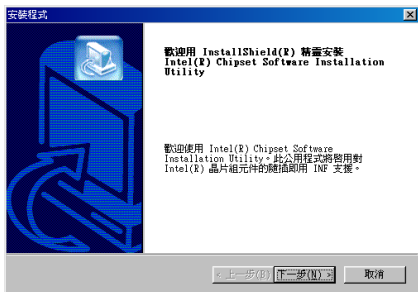 安裝程式
歡迎用 InstallShield(R) 精靈安裝
Intel(R) Chipset Software Installation
Utility
歡迎使用 Intel(R) Chipset Software
Installation Utility。此公用程式將啓用對
Intel(R) 晶片組元件的隨插即用 INF 支援。
< 上一步(B) 下一步(N) > 取消